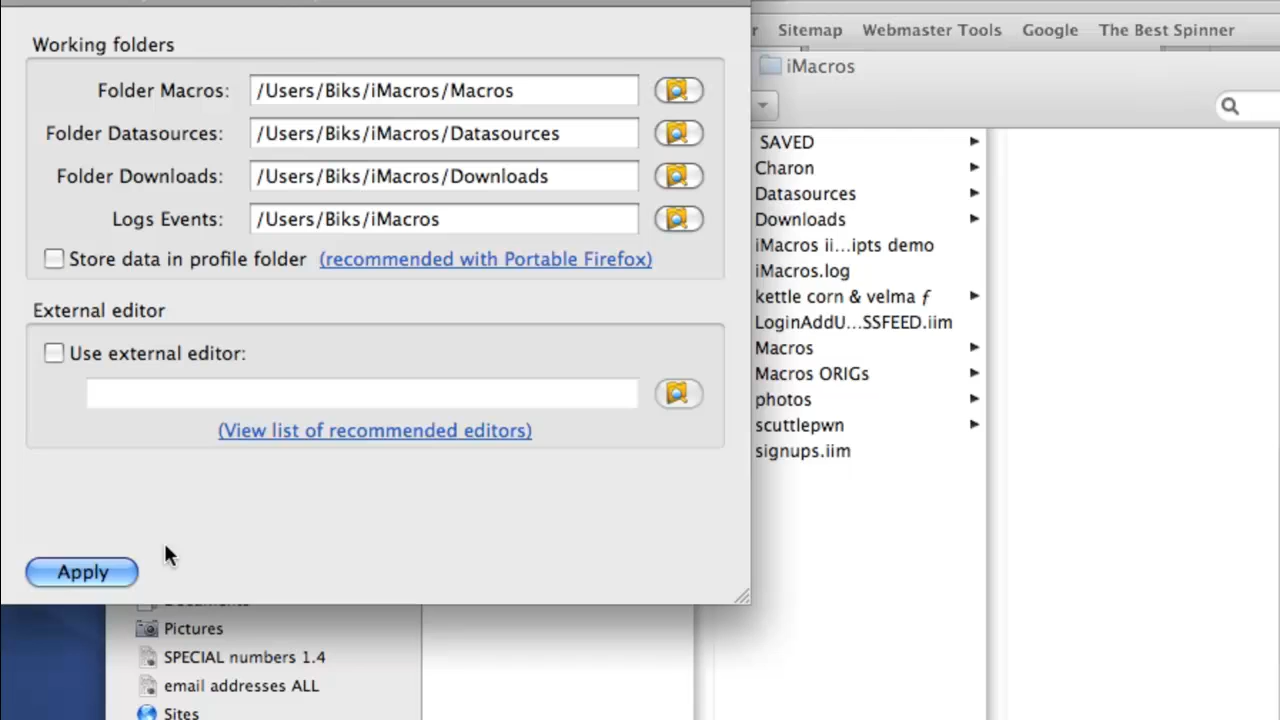 Working folders
Folder Macros: /Users/Biks/iMacros/Macros
Folder Datasources: /Users/Biks/iMacros/Datasources
Folder Downloads: /Users/Biks/iMacros/Downloads
Logs Events: /Users/Biks/iMacros
Store data in profile folder (recommended with Portable Firefox)
External editor
Use external editor:
(View list of recommended editors)
Apply
Sitemap Webmaster Tools Google The Best Spinner
iMacros
SAVED
Charon
Datasources
Downloads
iMacros ii...ipts demo
iMacros.log
kettle corn & velma ƒ
LoginAddU...SSFEED.iim
Macros
Macros ORIGs
photos
scuttlepwn
signups.iim
Documents
Pictures
SPECIAL numbers 1.4
email addresses ALL
Sites